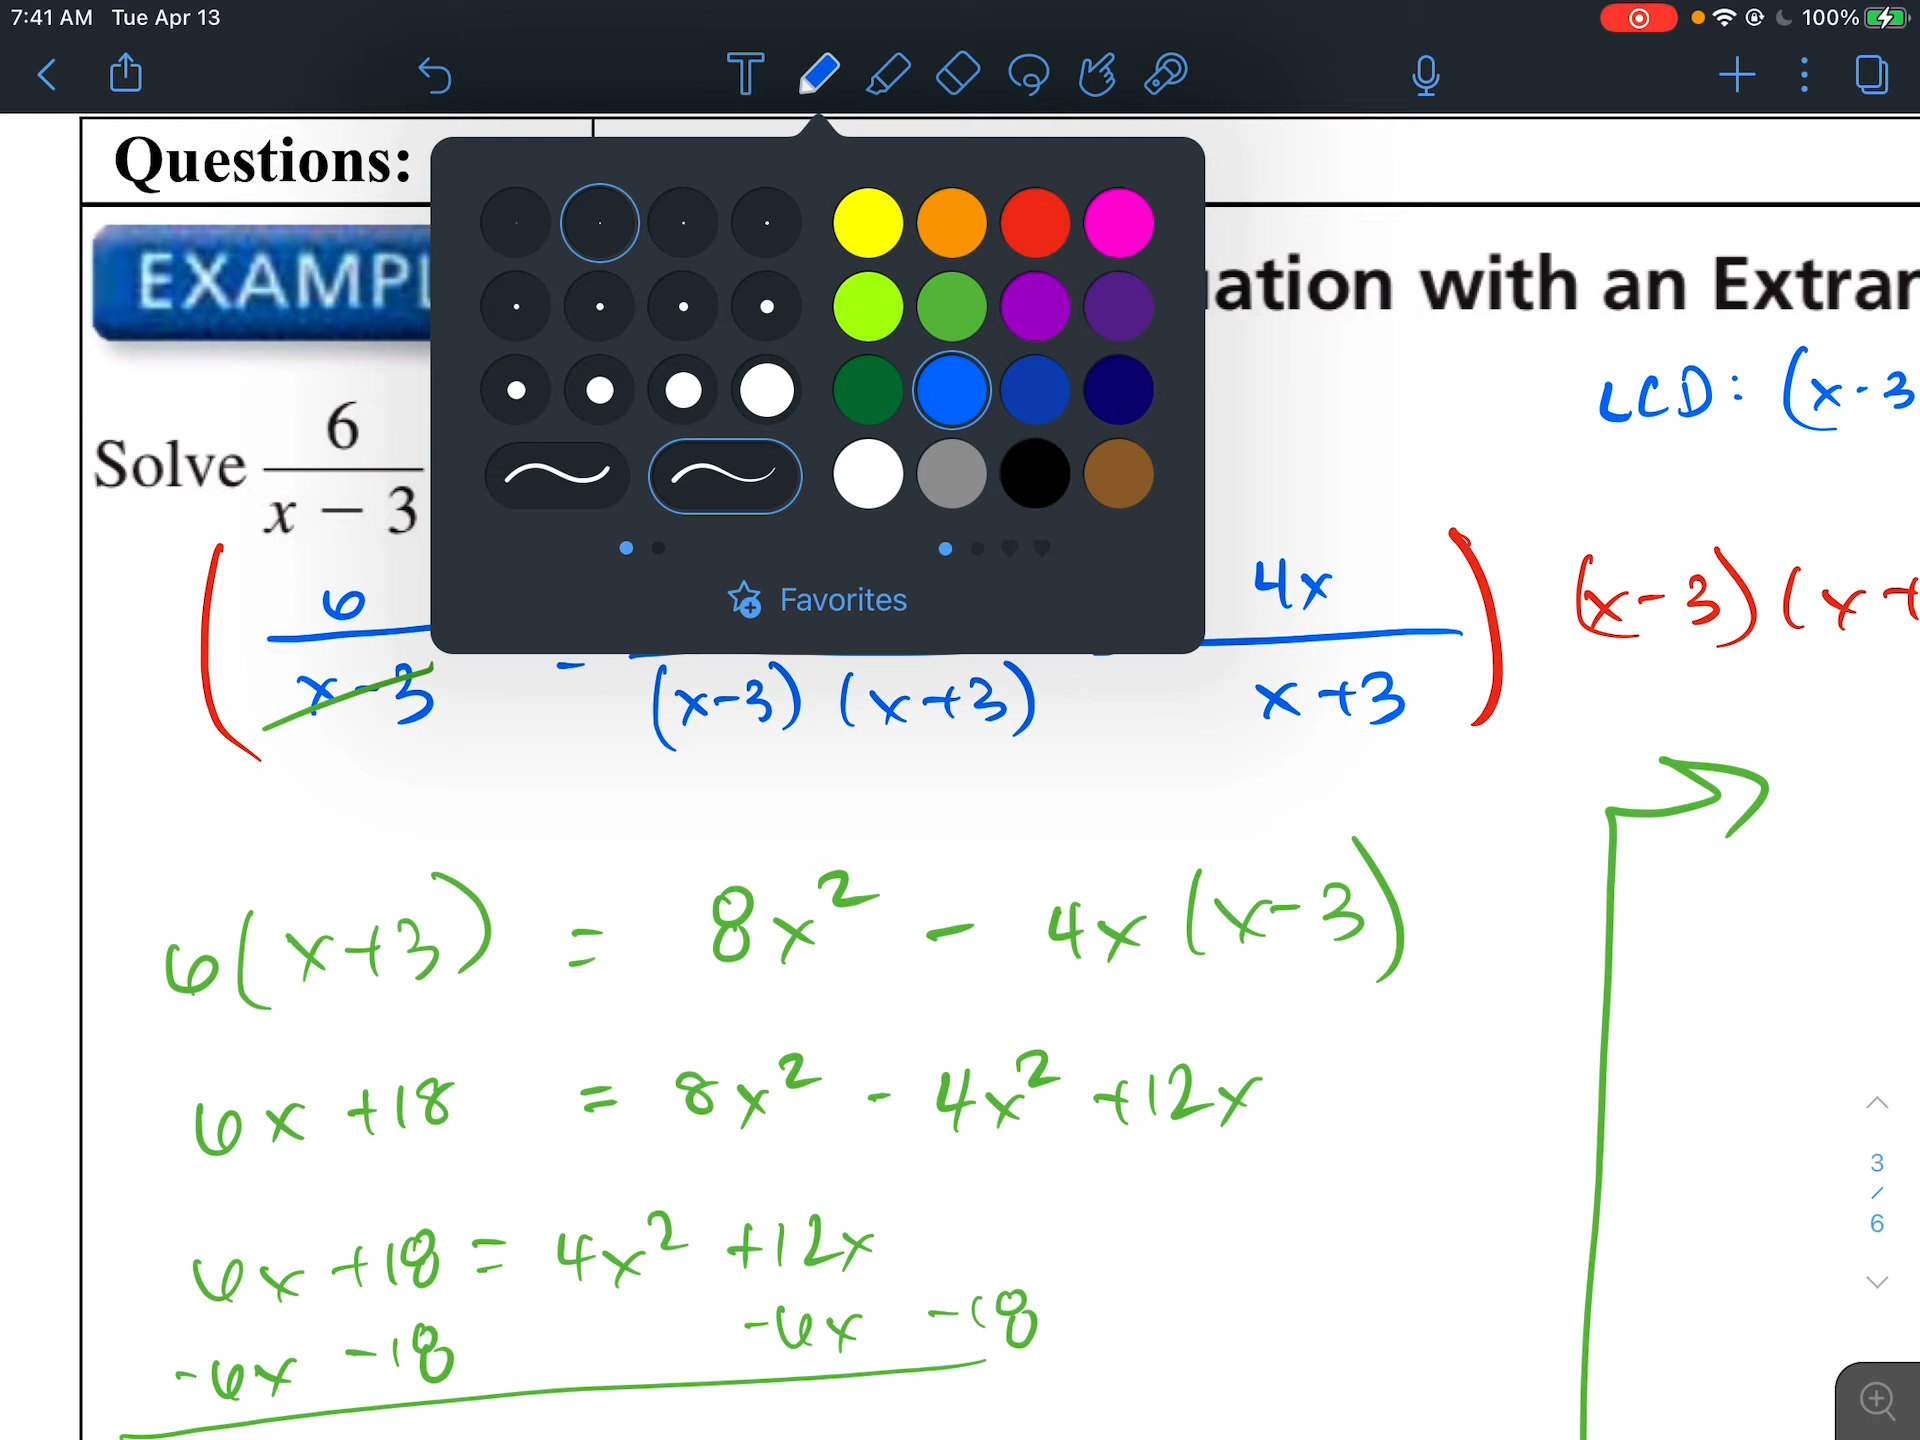 7:41 AM Tue Apr 13
100%
T
Questions:
EXAMPL
ation with an Extrar
LCD: (x-3
Solve 6/(x − 3)
Favorites
( 6/(x-3) = (x-3) (x+3) 4x/(x+3) ) (x-3) (x+
6(x+3) = 8x² - 4x (x-3)
6x +18 = 8x² - 4x² +12x
6x +18 = 4x² +12x
-6x -18 -6x -18
3
/
6